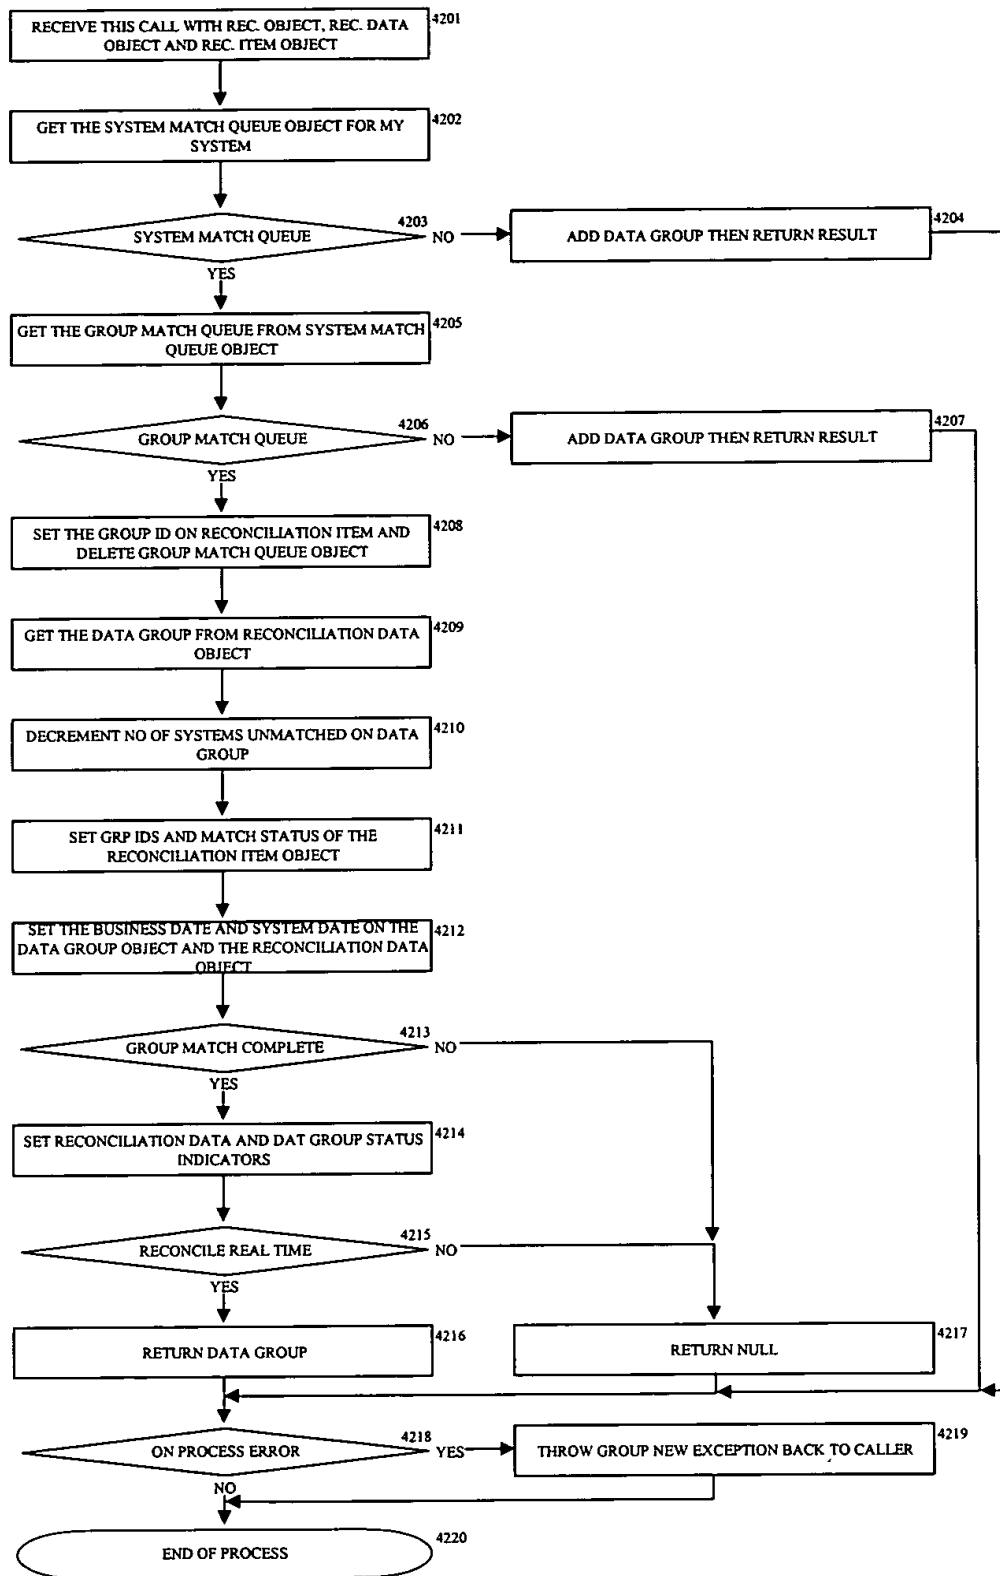 RECEIVE THIS CALL WITH REC. OBJECT, REC. DATA
OBJECT AND REC. ITEM OBJECT
4201
GET THE SYSTEM MATCH QUEUE OBJECT FOR MY
SYSTEM
4202
SYSTEM MATCH QUEUE
4203
NO
YES
ADD DATA GROUP THEN RETURN RESULT
4204
GET THE GROUP MATCH QUEUE FROM SYSTEM MATCH
QUEUE OBJECT
4205
GROUP MATCH QUEUE
4206
NO
YES
ADD DATA GROUP THEN RETURN RESULT
4207
SET THE GROUP ID ON RECONCILIATION ITEM AND
DELETE GROUP MATCH QUEUE OBJECT
4208
GET THE DATA GROUP FROM RECONCILIATION DATA
OBJECT
4209
DECREMENT NO OF SYSTEMS UNMATCHED ON DATA
GROUP
4210
SET GRP IDS AND MATCH STATUS OF THE
RECONCILIATION ITEM OBJECT
4211
SET THE BUSINESS DATE AND SYSTEM DATE ON THE
DATA GROUP OBJECT AND THE RECONCILIATION DATA
OBJECT
4212
GROUP MATCH COMPLETE
4213
NO
YES
SET RECONCILIATION DATA AND DAT GROUP STATUS
INDICATORS
4214
RECONCILE REAL TIME
4215
NO
YES
RETURN DATA GROUP
4216
RETURN NULL
4217
ON PROCESS ERROR
4218
YES
NO
THROW GROUP NEW EXCEPTION BACK TO CALLER
4219
END OF PROCESS
4220